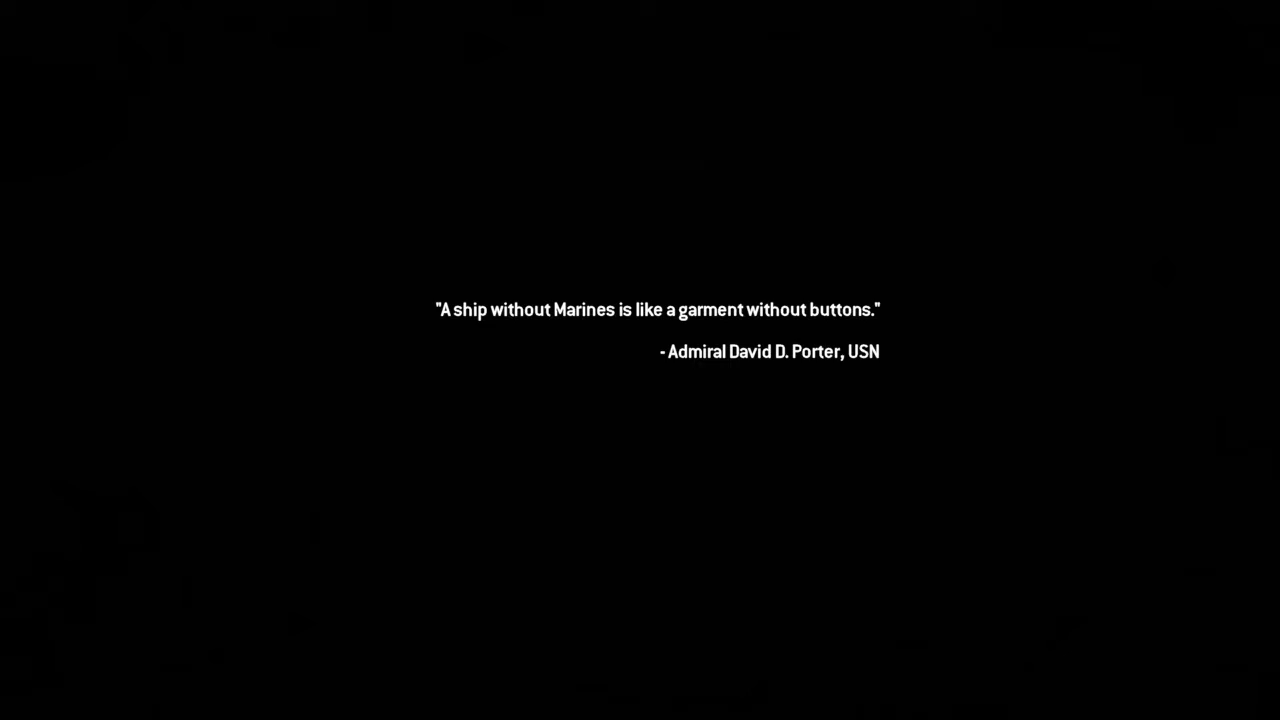 "A ship without Marines is like a garment without buttons."
- Admiral David D. Porter, USN